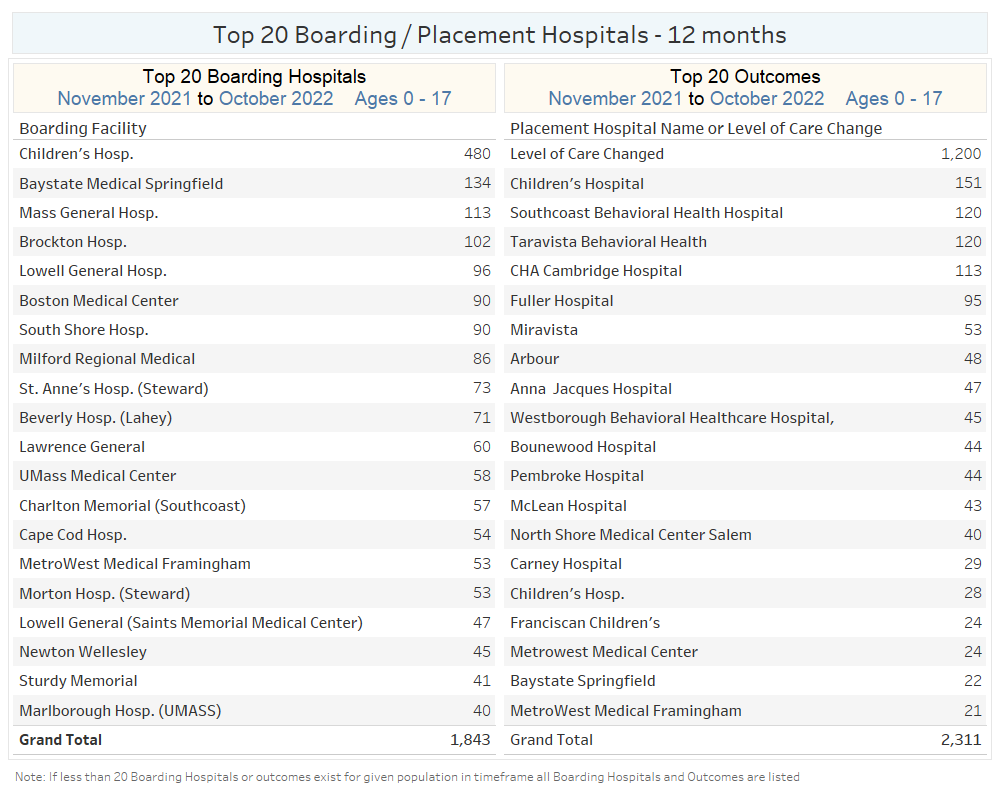 Top 20 Boarding / Placement Hospitals - 12 months
Top 20 Boarding Hospitals
November 2021 to October 2022 Ages 0 - 17
Boarding Facility
Children's Hosp. 480
Baystate Medical Springfield 134
Mass General Hosp. 113
Brockton Hosp. 102
Lowell General Hosp. 96
Boston Medical Center 90
South Shore Hosp. 90
Milford Regional Medical 86
St. Anne's Hosp. (Steward) 73
Beverly Hosp. (Lahey) 71
Lawrence General 60
UMass Medical Center 58
Charlton Memorial (Southcoast) 57
Cape Cod Hosp. 54
MetroWest Medical Framingham 53
Morton Hosp. (Steward) 53
Lowell General (Saints Memorial Medical Center) 47
Newton Wellesley 45
Sturdy Memorial 41
Marlborough Hosp. (UMASS) 40
Grand Total 1,843
Top 20 Outcomes
November 2021 to October 2022 Ages 0 - 17
Placement Hospital Name or Level of Care Change
Level of Care Changed 1,200
Children's Hospital 151
Southcoast Behavioral Health Hospital 120
Taravista Behavioral Health 120
CHA Cambridge Hospital 113
Fuller Hospital 95
Miravista 53
Arbour 48
Anna  Jacques Hospital 47
Westborough Behavioral Healthcare Hospital, 45
Bounewood Hospital 44
Pembroke Hospital 44
McLean Hospital 43
North Shore Medical Center Salem 40
Carney Hospital 29
Children's Hosp. 28
Franciscan Children's 24
Metrowest Medical Center 24
Baystate Springfield 22
MetroWest Medical Framingham 21
Grand Total 2,311
Note: If less than 20 Boarding Hospitals or outcomes exist for given population in timeframe all Boarding Hospitals and Outcomes are listed